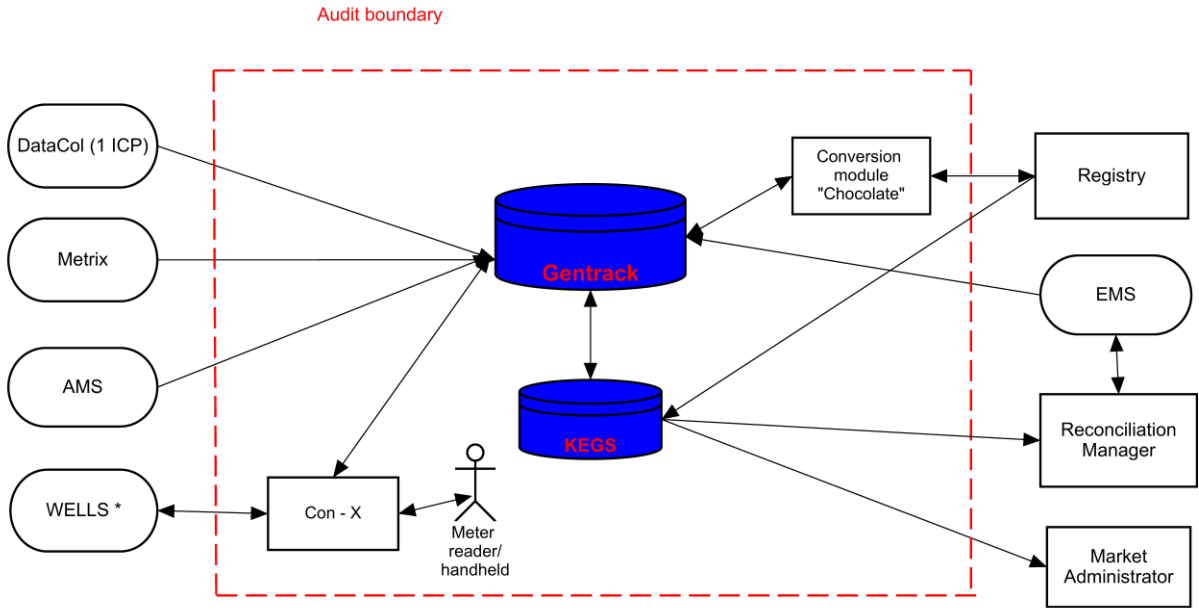 Audit boundary
DataCol (1 ICP)
Metrix
AMS
WELLS *
Con - X
Meter
reader/
handheld
Gentrack
KEGS
Conversion
module
"Chocolate"
Registry
EMS
Reconciliation
Manager
Market
Administrator